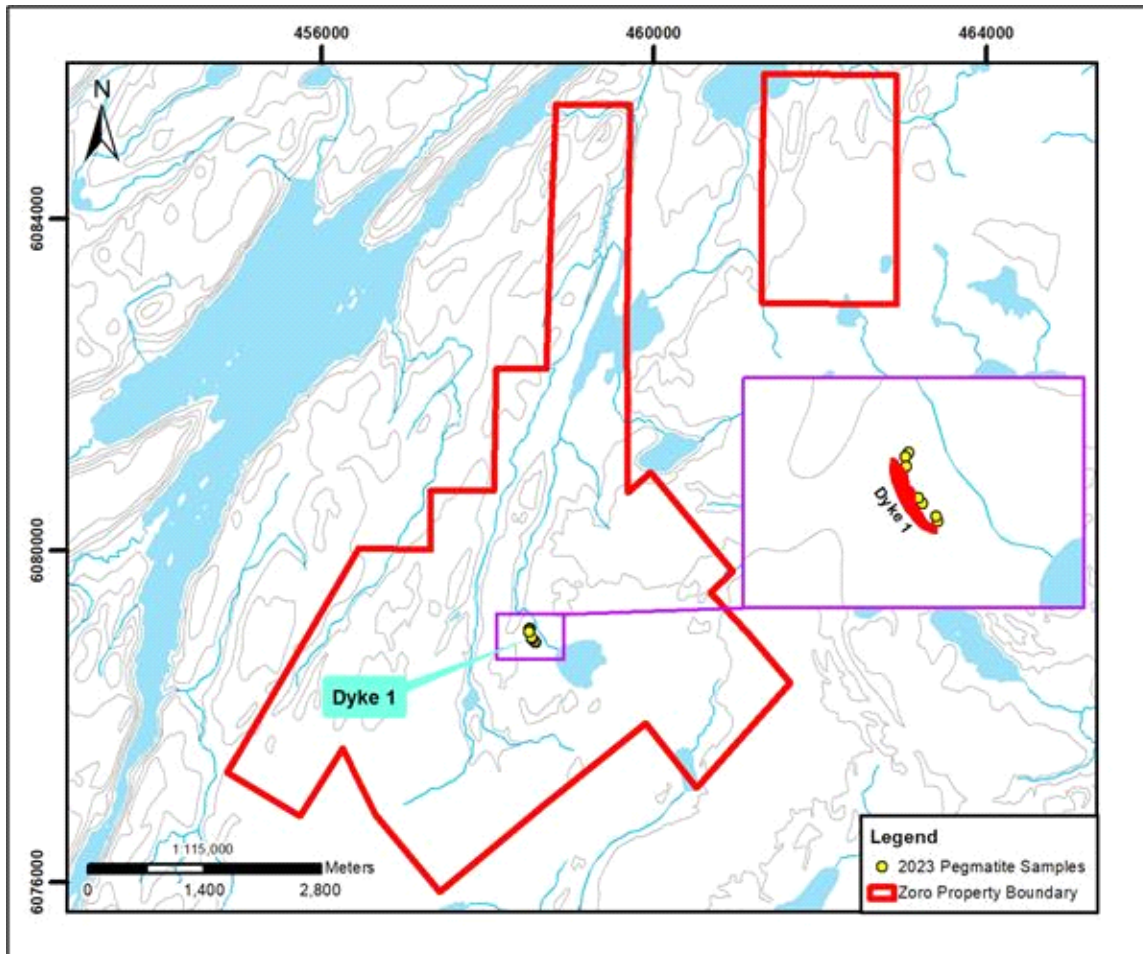 456000
460000
464000
N
6084000
6080000
6076000
Dyke 1
Dyke 1
1:115,000
Meters
0
1,400
2,800
Legend
2023 Pegmatite Samples
Zoro Property Boundary